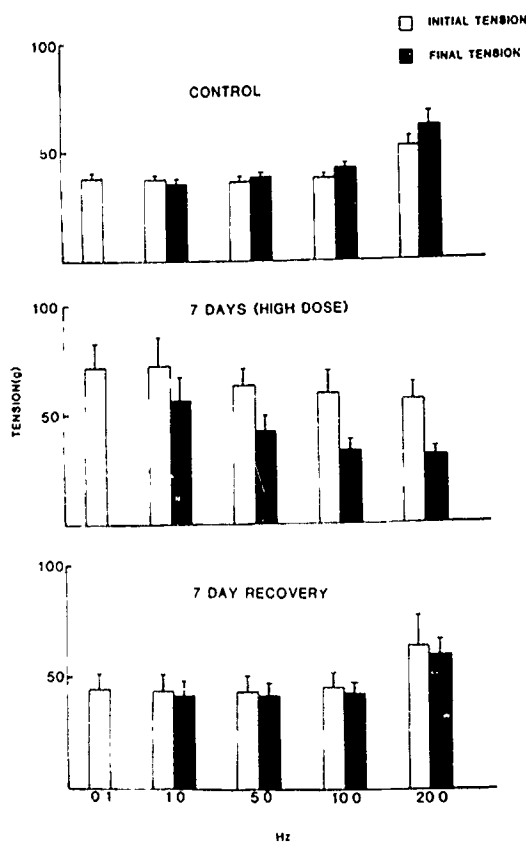 INITIAL TENSION
FINAL TENSION
100
CONTROL
50
100
7 DAYS (HIGH DOSE)
TENSION(g)
50
100
7 DAY RECOVERY
50
0 1 1 0 5 0 10 0 20 0
Hz